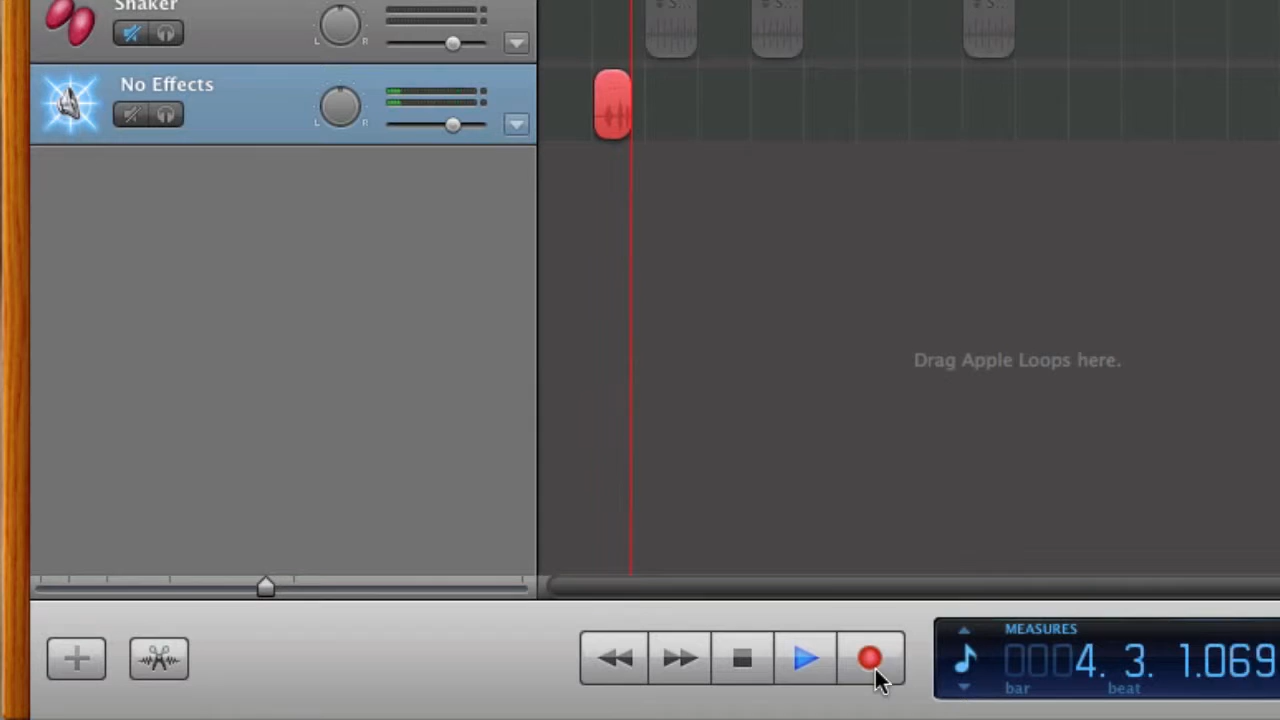 Shaker
S...
S...
S...
L
R
No Effects
L
R
Drag Apple Loops here.
MEASURES
0004. 3. 1.069
bar
beat